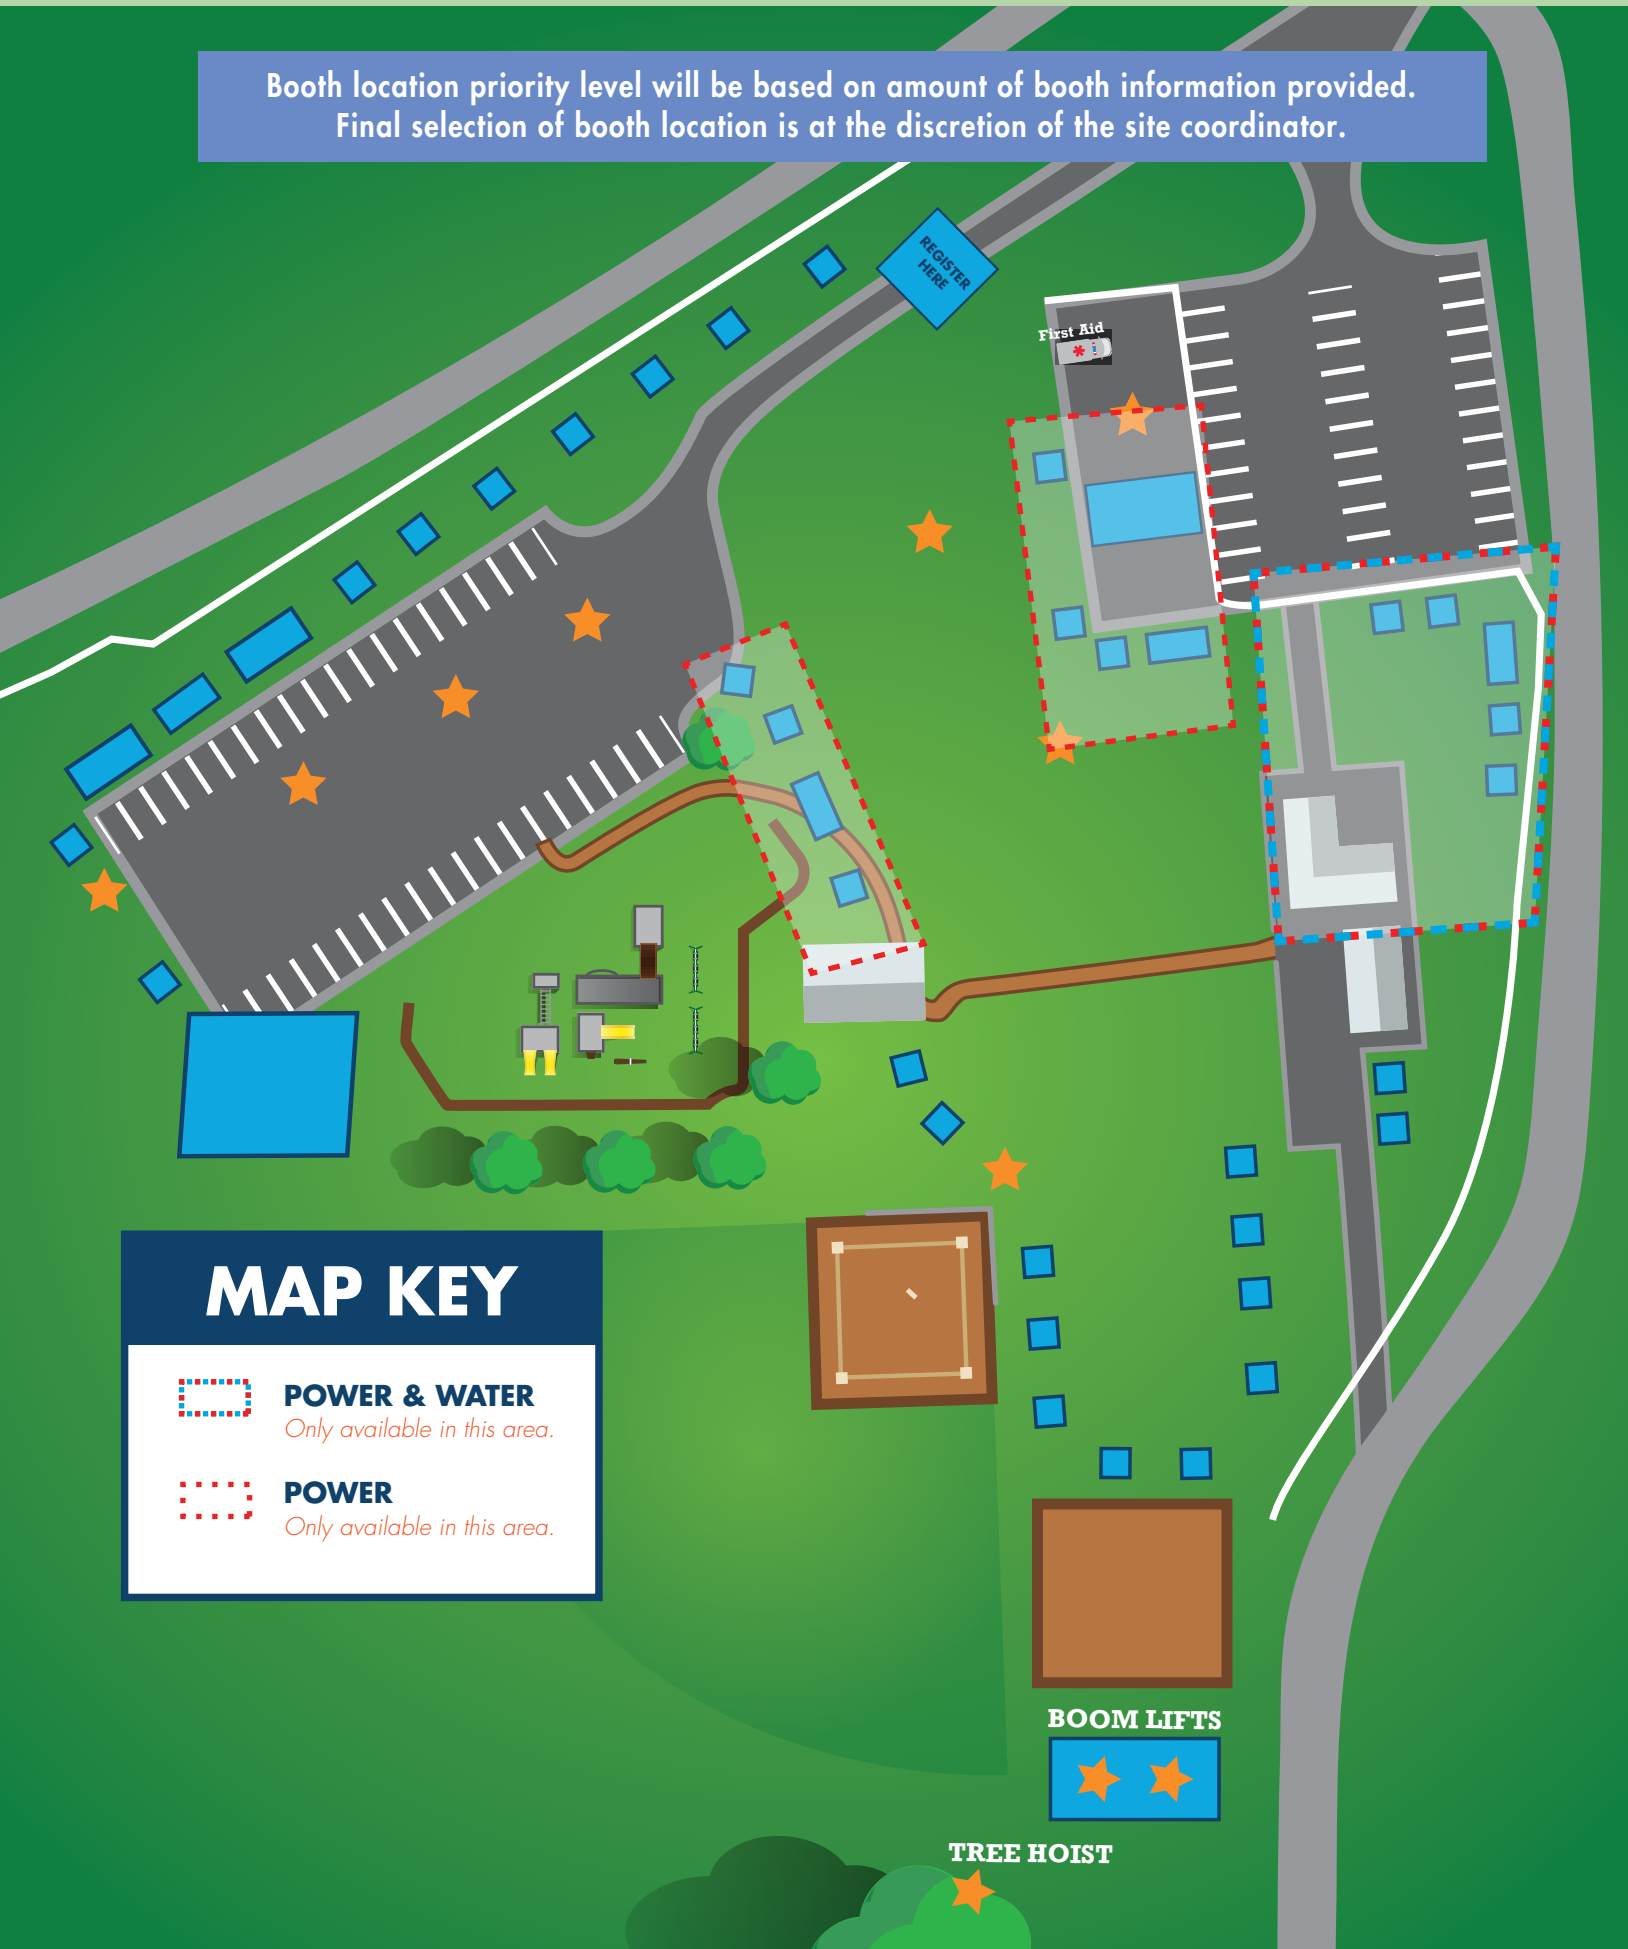 Booth location priority level will be based on amount of booth information provided.
Final selection of booth location is at the discretion of the site coordinator.
REGISTER
HERE
First Aid
MAP KEY
POWER & WATER
Only available in this area.
POWER
Only available in this area.
BOOM LIFTS
TREE HOIST